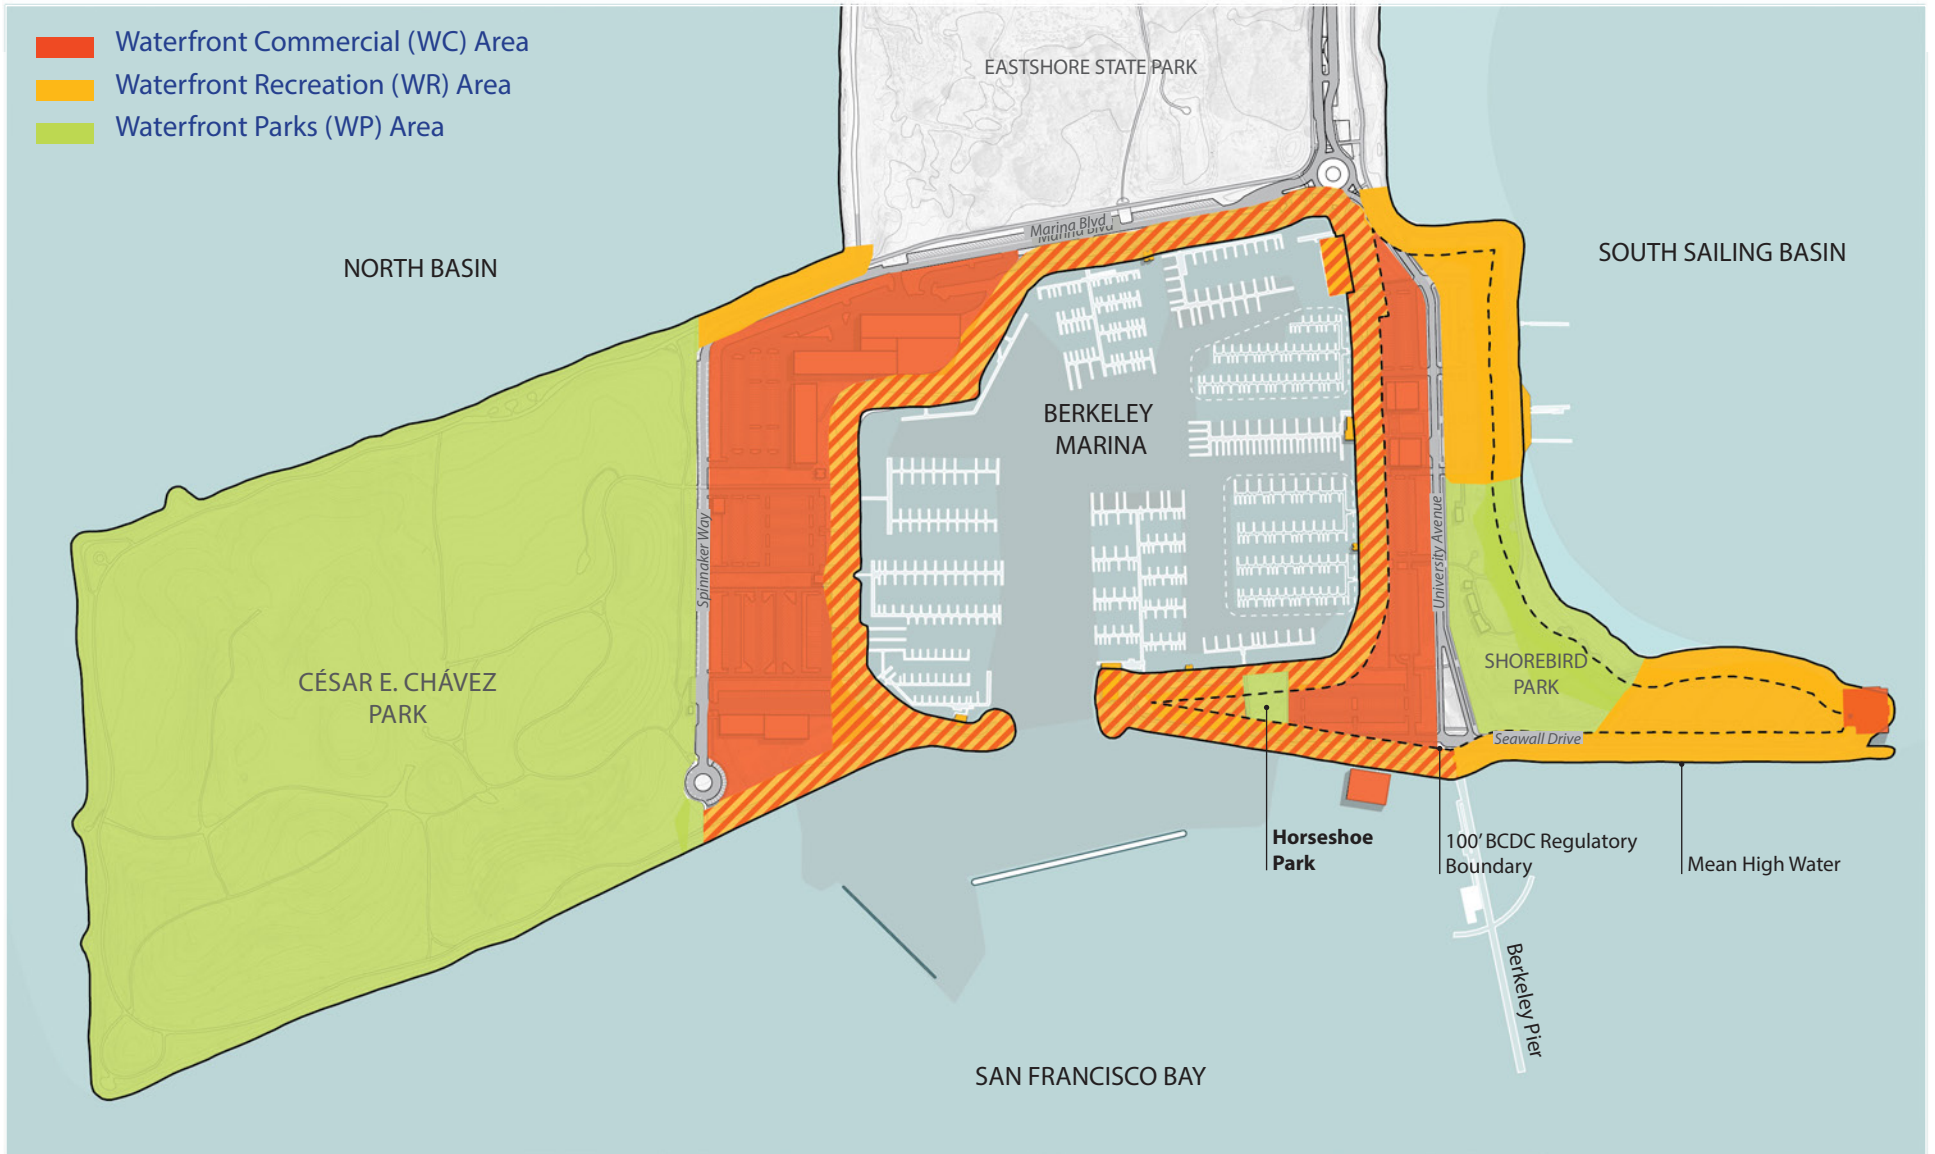 Waterfront Commercial (WC) Area
Waterfront Recreation (WR) Area
Waterfront Parks (WP) Area
EASTSHORE STATE PARK
Marina Blvd
Marina Blvd
NORTH BASIN
SOUTH SAILING BASIN
BERKELEY
MARINA
Spinnaker Way
University Avenue
CÉSAR E. CHÁVEZ
PARK
SHOREBIRD
PARK
Seawall Drive
Horseshoe
Park
100' BCDC Regulatory
Boundary
Mean High Water
Berkeley Pier
SAN FRANCISCO BAY